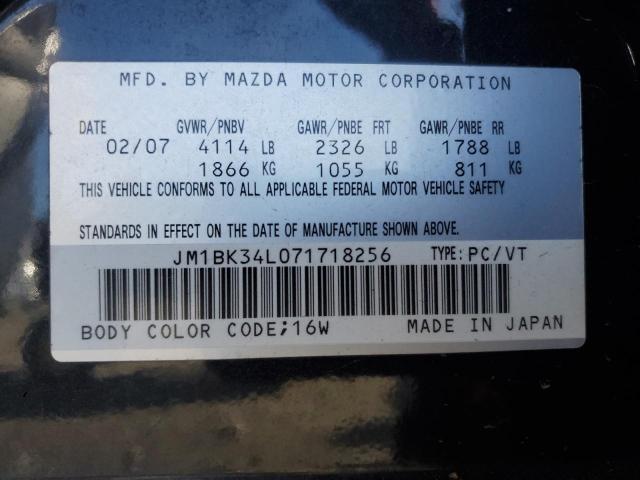 MFD. BY MAZDA MOTOR CORPORATION
DATE GVWR/PNBV GAWR/PNBE FRT GAWR/PNBE RR
02/07 4114 LB 2326 LB 1788 LB
1866 KG 1055 KG 811 KG
THIS VEHICLE CONFORMS TO ALL APPLICABLE FEDERAL MOTOR VEHICLE SAFETY
STANDARDS IN EFFECT ON THE DATE OF MANUFACTURE SHOWN ABOVE.
JM1BK34L071718256 TYPE:PC/VT
BODY COLOR CODE;16W MADE IN JAPAN